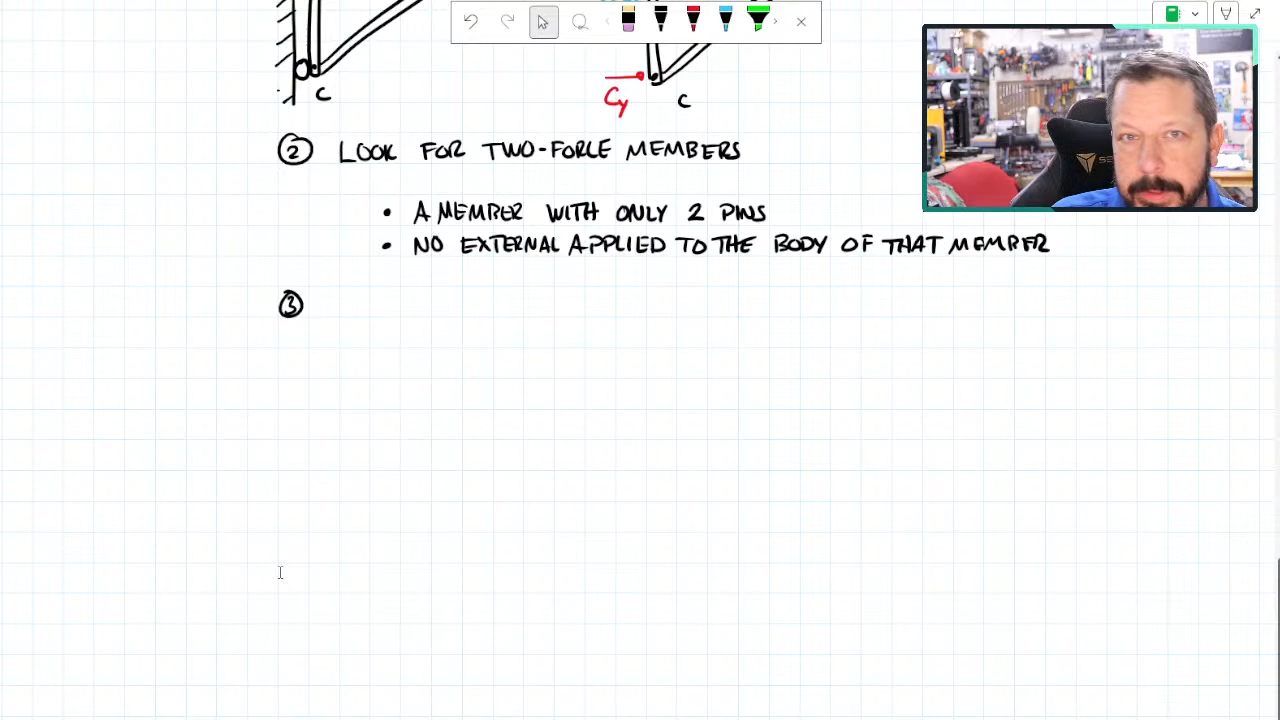 C
Cy
C
② LOOK FOR TWO-FORCE MEMBERS
• A MEMBER WITH ONLY 2 PINS
• NO EXTERNAL APPLIED TO THE BODY OF THAT MEMBER
③